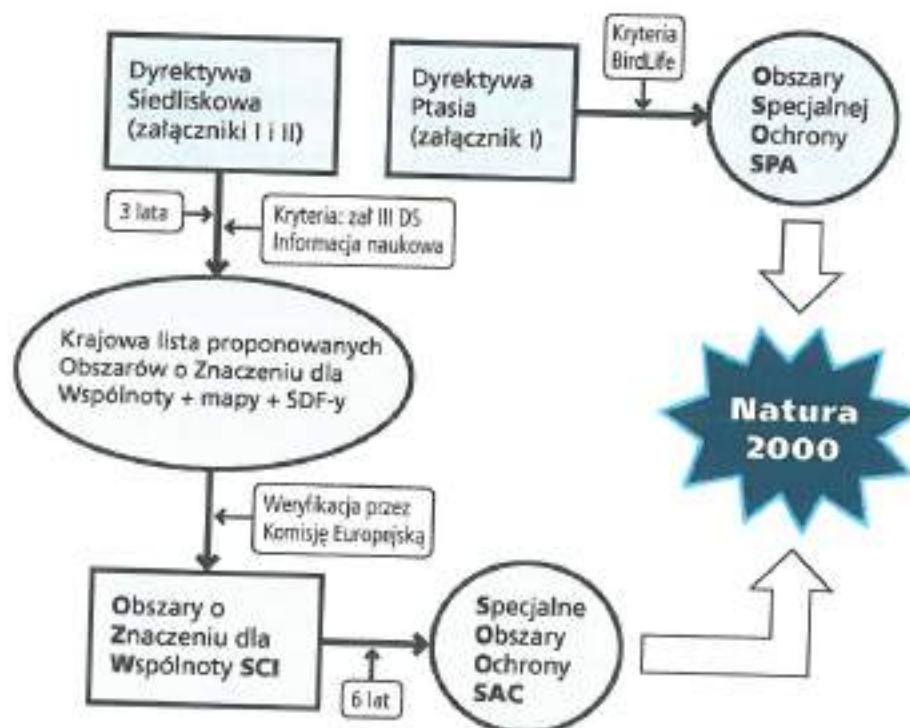 Dyrektywa
Siedliskowa
(załączniki I i II)
Dyrektywa
Ptasia
(załącznik I)
Kryteria
BirdLife
Obszary
Specjalnej
Ochrony
SPA
3 lata
Kryteria: zał III DS
Informacja naukowa
Krajowa lista proponowanych
Obszarów o Znaczeniu dla
Wspólnoty + mapy + SDF-y
Natura
2000
Weryfikacja przez
Komisję Europejską
Obszary o
Znaczeniu dla
Wspólnoty SCI
6 lat
Specjalne
Obszary
Ochrony
SAC